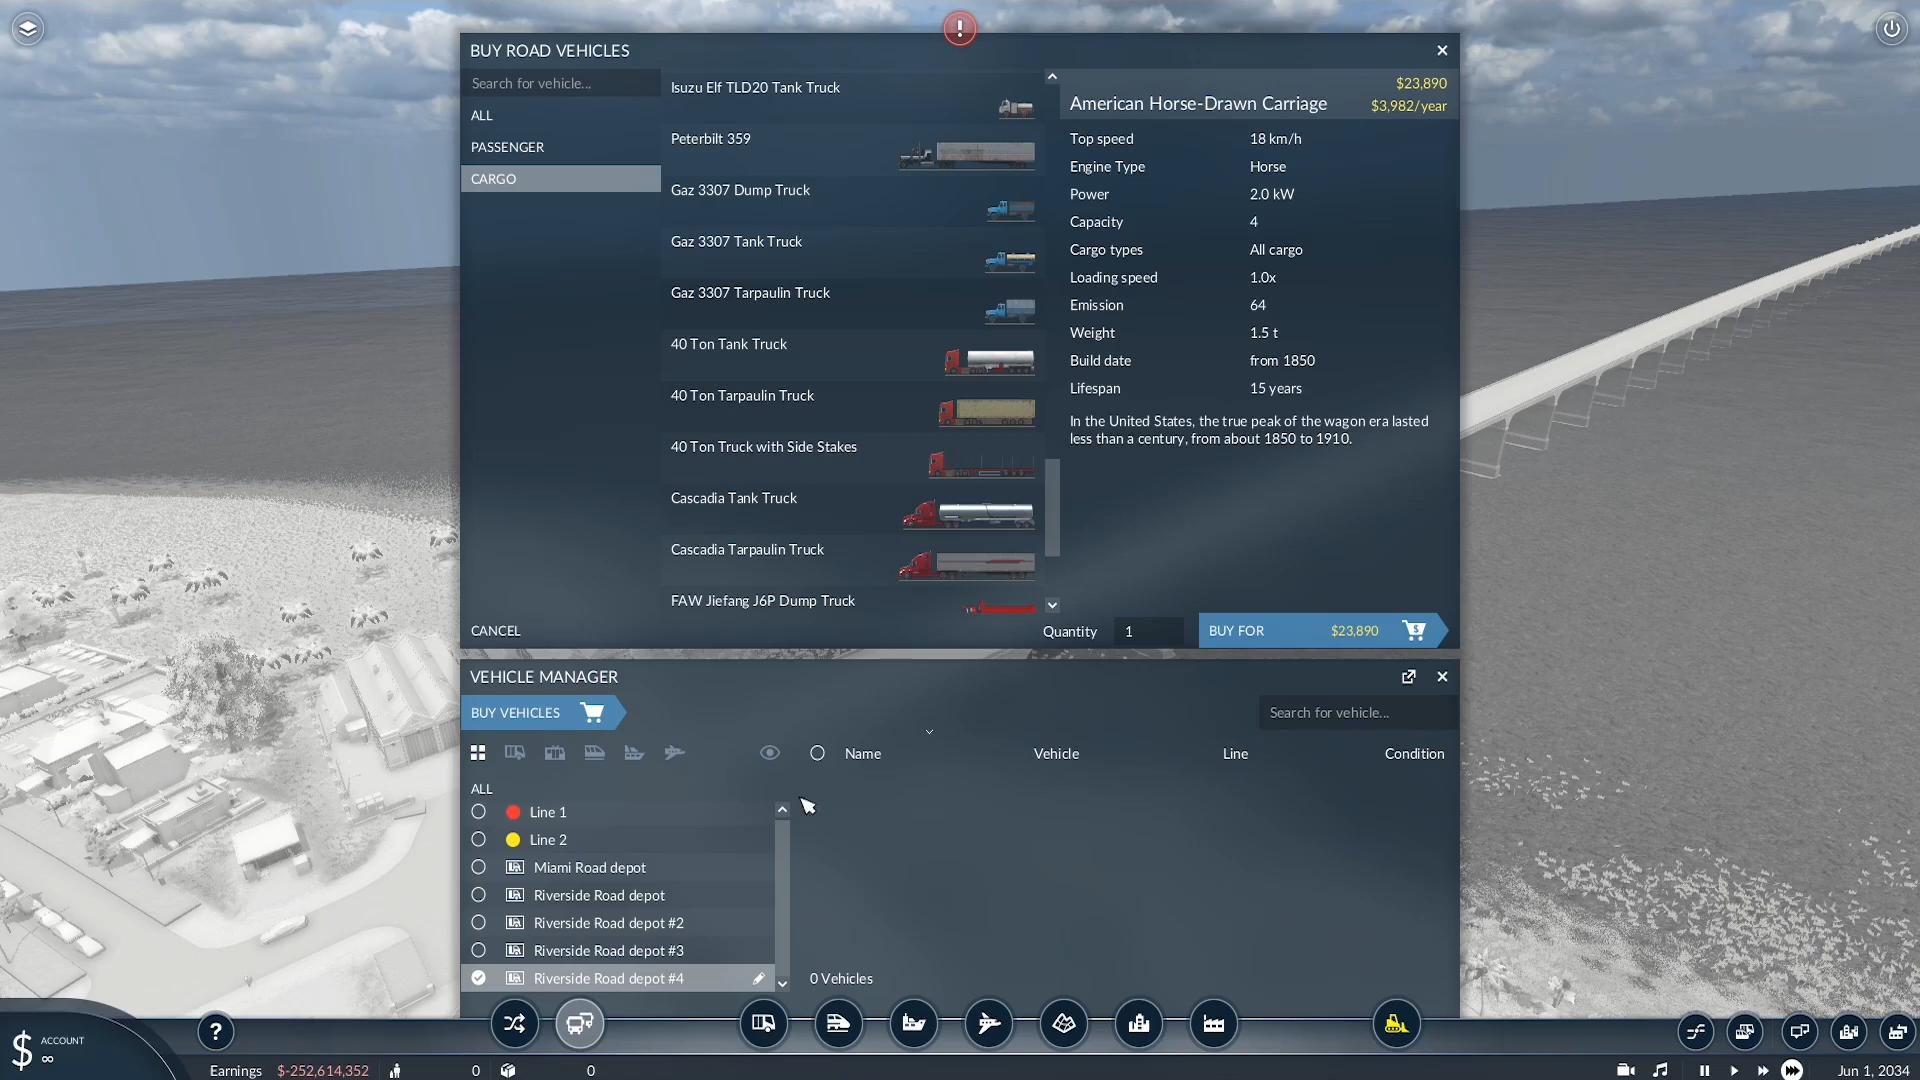 BUY ROAD VEHICLES
Search for vehicle...
ALL
PASSENGER
CARGO
Isuzu Elf TLD20 Tank Truck
Peterbilt 359
Gaz 3307 Dump Truck
Gaz 3307 Tank Truck
Gaz 3307 Tarpaulin Truck
40 Ton Tank Truck
40 Ton Tarpaulin Truck
40 Ton Truck with Side Stakes
Cascadia Tank Truck
Cascadia Tarpaulin Truck
FAW Jiefang J6P Dump Truck
$23,890
American Horse-Drawn Carriage $3,982/year
Top speed 18 km/h
Engine Type Horse
Power 2.0 kW
Capacity 4
Cargo types All cargo
Loading speed 1.0x
Emission 64
Weight 1.5 t
Build date from 1850
Lifespan 15 years
In the United States, the true peak of the wagon era lasted
less than a century, from about 1850 to 1910.
CANCEL
Quantity 1
BUY FOR $23,890
VEHICLE MANAGER
BUY VEHICLES
Search for vehicle...
Name Vehicle Line Condition
ALL
Line 1
Line 2
Miami Road depot
Riverside Road depot
Riverside Road depot #2
Riverside Road depot #3
Riverside Road depot #4
0 Vehicles
$ ACCOUNT
∞
?
Earnings $-252,614,352 0 0
Jun 1, 2034